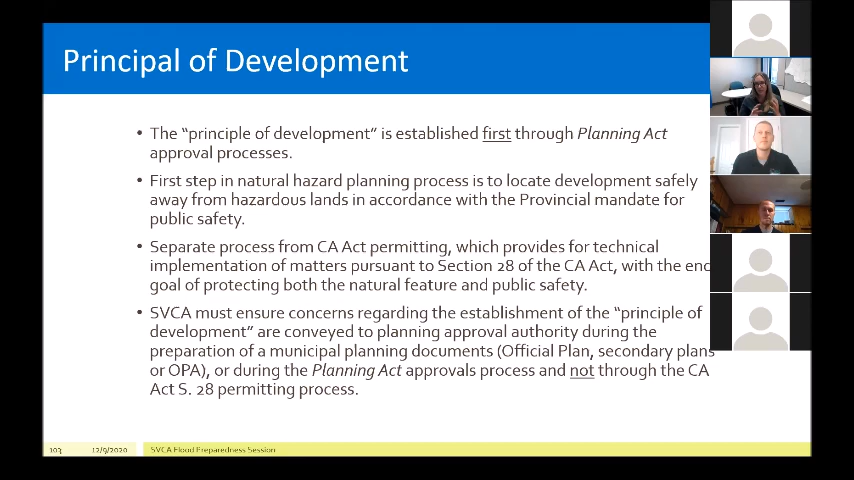 Principal of Development
• The “principle of development” is established first through Planning Act
approval processes.
• First step in natural hazard planning process is to locate development safely
away from hazardous lands in accordance with the Provincial mandate for
public safety.
• Separate process from CA Act permitting, which provides for technical
implementation of matters pursuant to Section 28 of the CA Act, with the end
goal of protecting both the natural feature and public safety.
• SVCA must ensure concerns regarding the establishment of the “principle of
development” are conveyed to planning approval authority during the
preparation of a municipal planning documents (Official Plan, secondary plans
or OPA), or during the Planning Act approvals process and not through the CA
Act S. 28 permitting process.
103 12/9/2020 SVCA Flood Preparedness Session